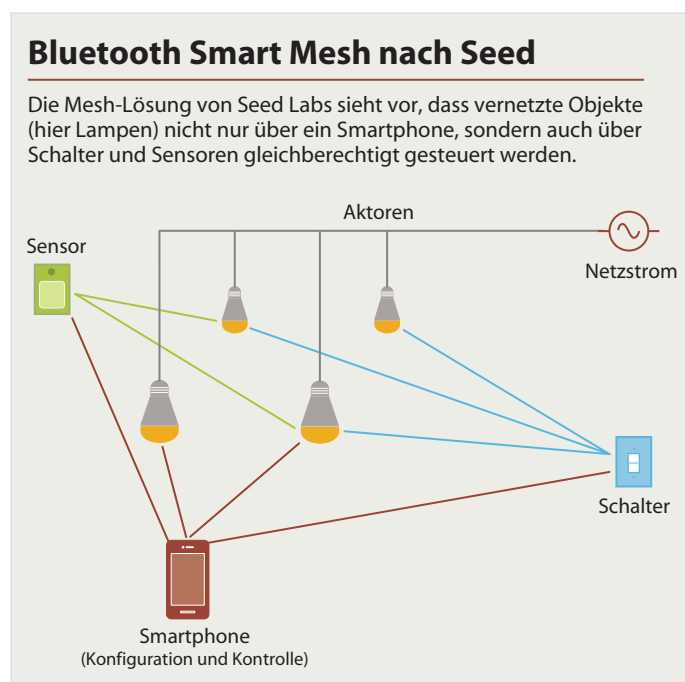 Bluetooth Smart Mesh nach Seed
Die Mesh-Lösung von Seed Labs sieht vor, dass vernetzte Objekte
(hier Lampen) nicht nur über ein Smartphone, sondern auch über
Schalter und Sensoren gleichberechtigt gesteuert werden.
Aktoren
Sensor
Netzstrom
Schalter
Smartphone
(Konfiguration und Kontrolle)